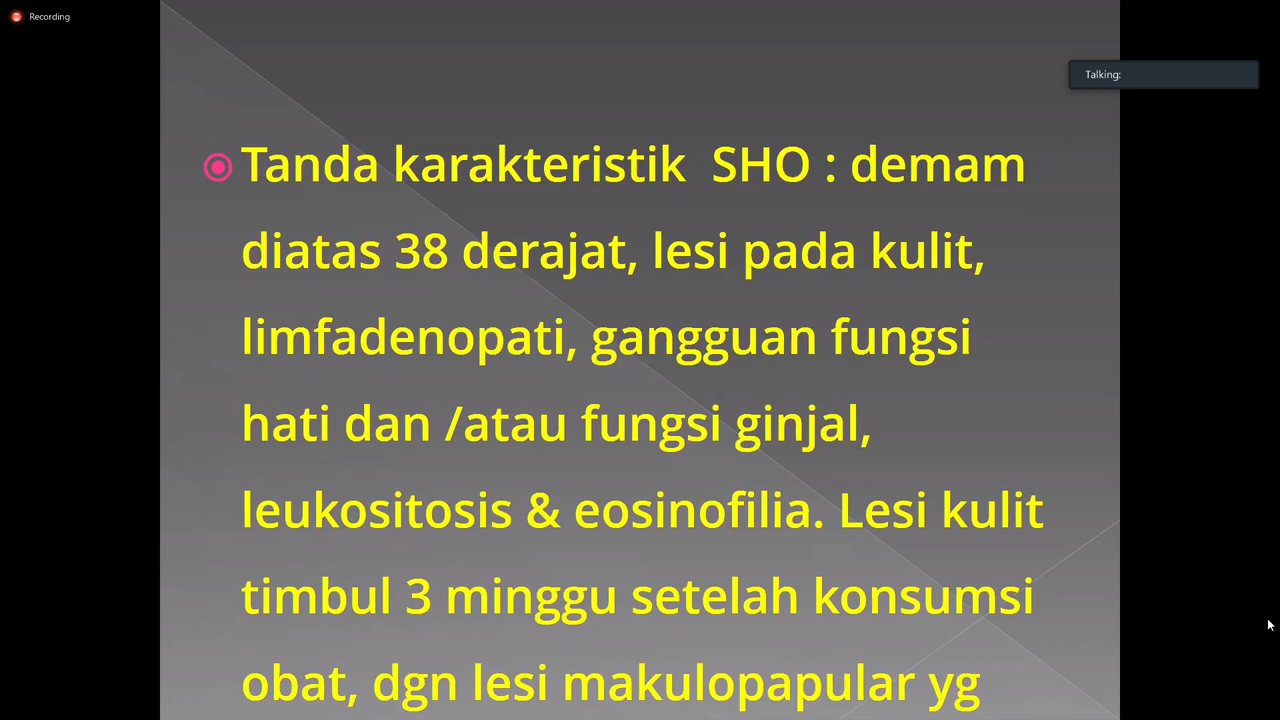 Recording
Talking:
Tanda karakteristik SHO : demam
diatas 38 derajat, lesi pada kulit,
limfadenopati, gangguan fungsi
hati dan /atau fungsi ginjal,
leukositosis & eosinofilia. Lesi kulit
timbul 3 minggu setelah konsumsi
obat, dgn lesi makulopapular yg